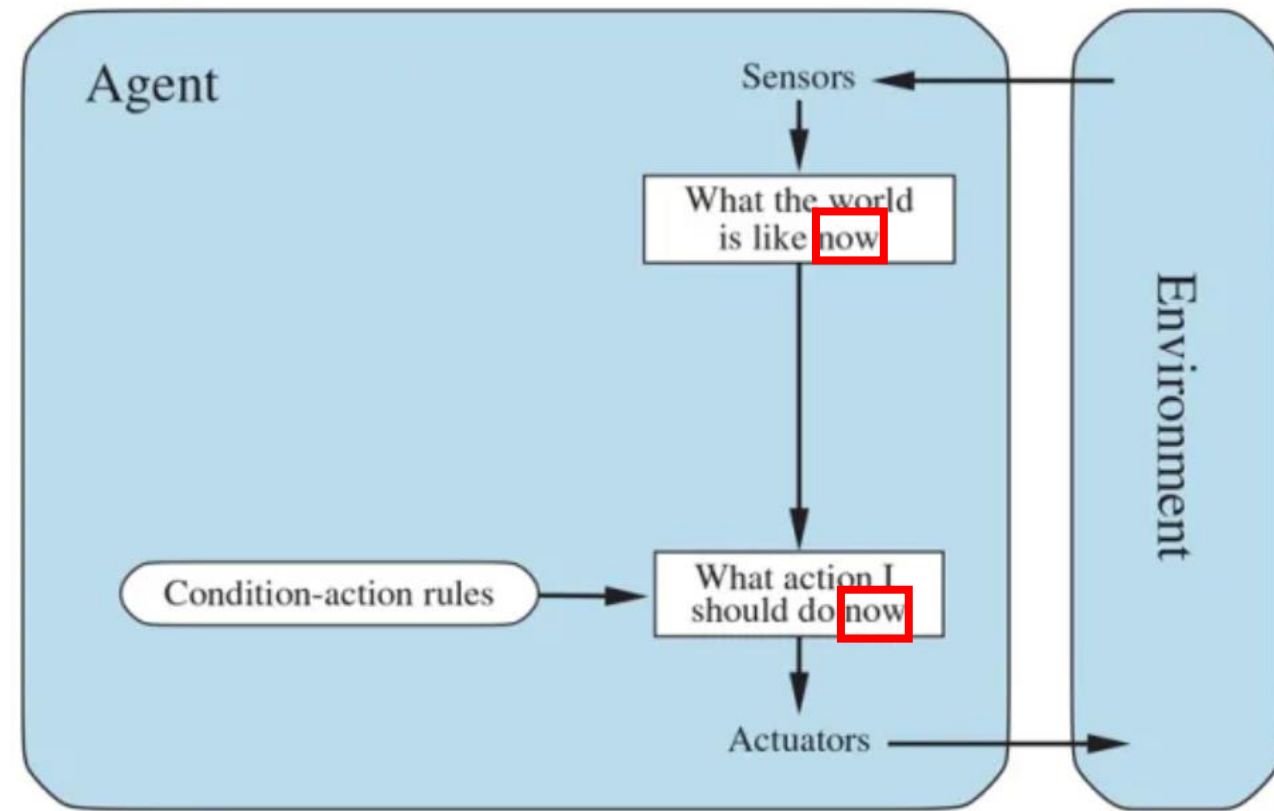 Agent
Sensors
What the world
is like now
Environment
Condition-action rules
What action I
should do now
Actuators